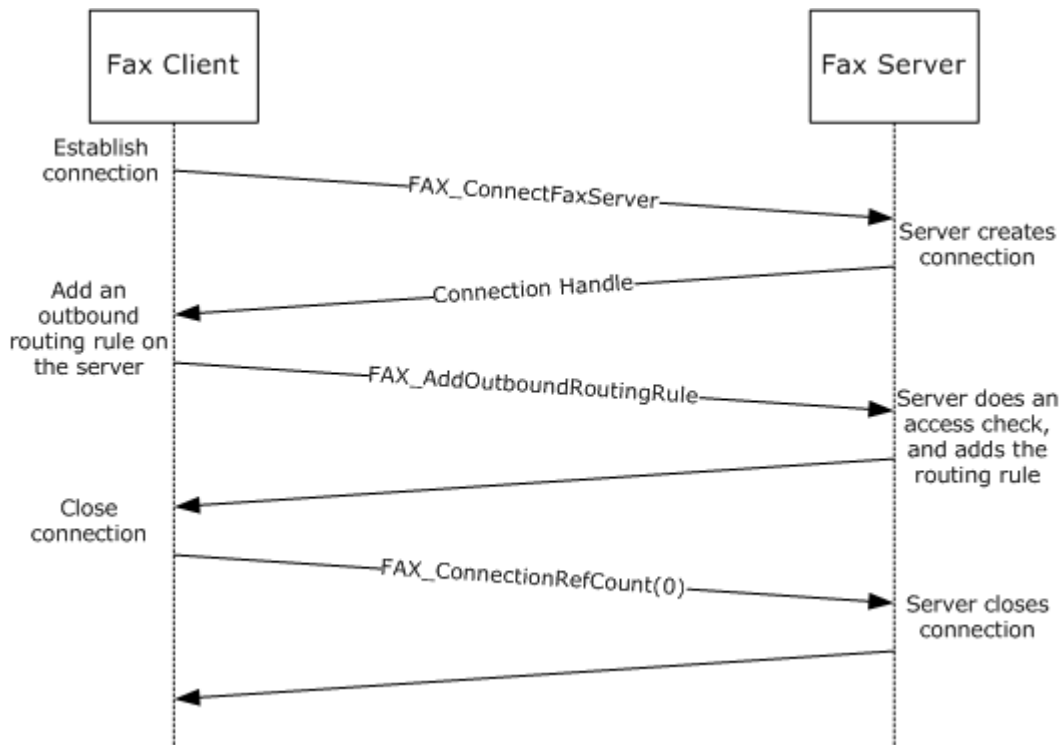 Fax Client
Fax Server
Establish
connection
FAX_ConnectFaxServer
Server creates
connection
Connection Handle
Add an
outbound
routing rule on
the server
FAX_AddOutboundRoutingRule
Server does an
access check,
and adds the
routing rule
Close
connection
FAX_ConnectionRefCount(0)
Server closes
connection